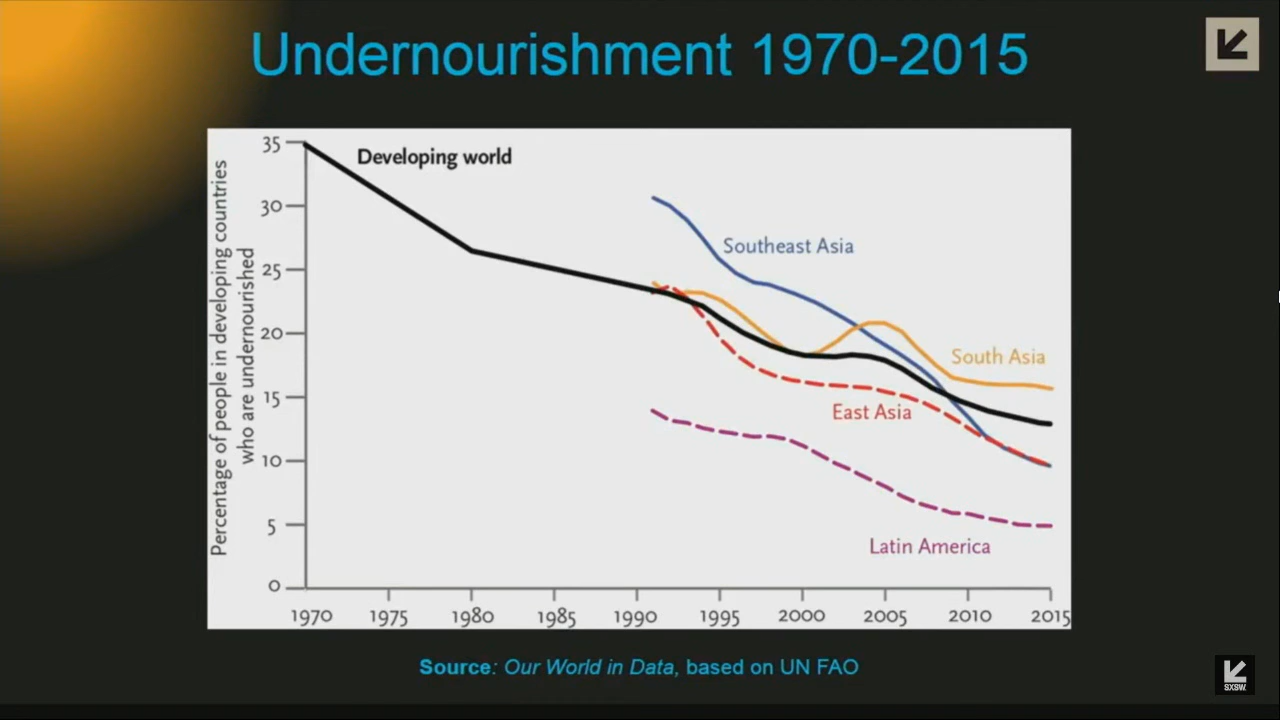 Undernourishment 1970-2015
Percentage of people in developing countries
who are undernourished
35
30
25
20
15
10
5
0
Developing world
Southeast Asia
South Asia
East Asia
Latin America
1970 1975 1980 1985 1990 1995 2000 2005 2010 2015
Source: Our World in Data, based on UN FAO
SXSW